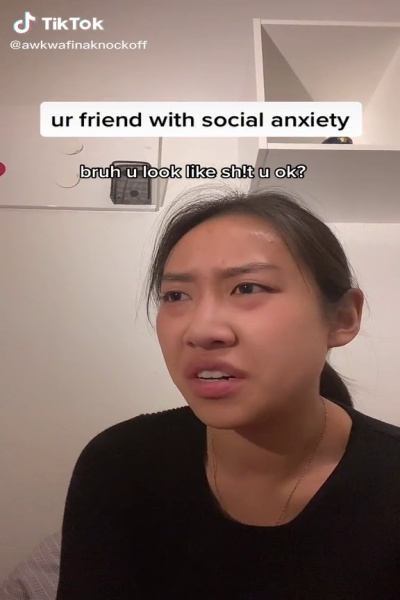 TikTok
@awkwafinaknockoff
ur friend with social anxiety
bruh u look like sh!t u ok?